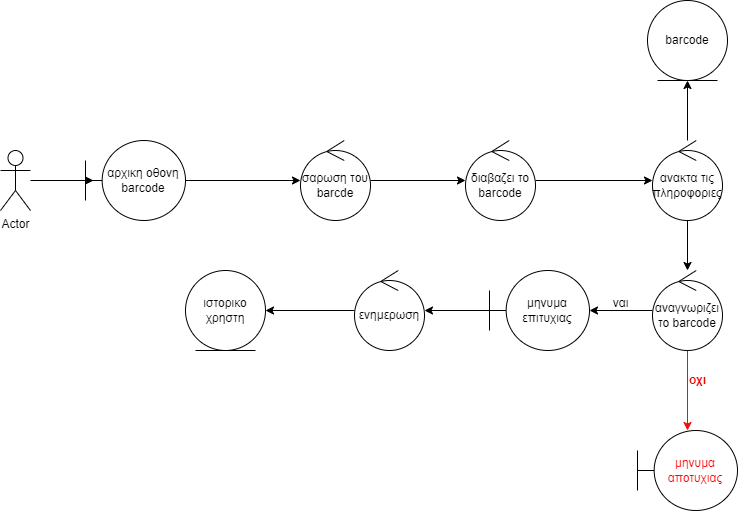 barcode
αρχικη οθονη
barcode
σαρωση του
barcde
διαβαζει το
barcode
ανακτα τις
πληροφοριες
Actor
ιστορικο
χρηστη
ενημερωση
μηνυμα
επιτυχιας
ναι
αναγνωριζει
το barcode
οχι
μηνυμα
αποτυχιας